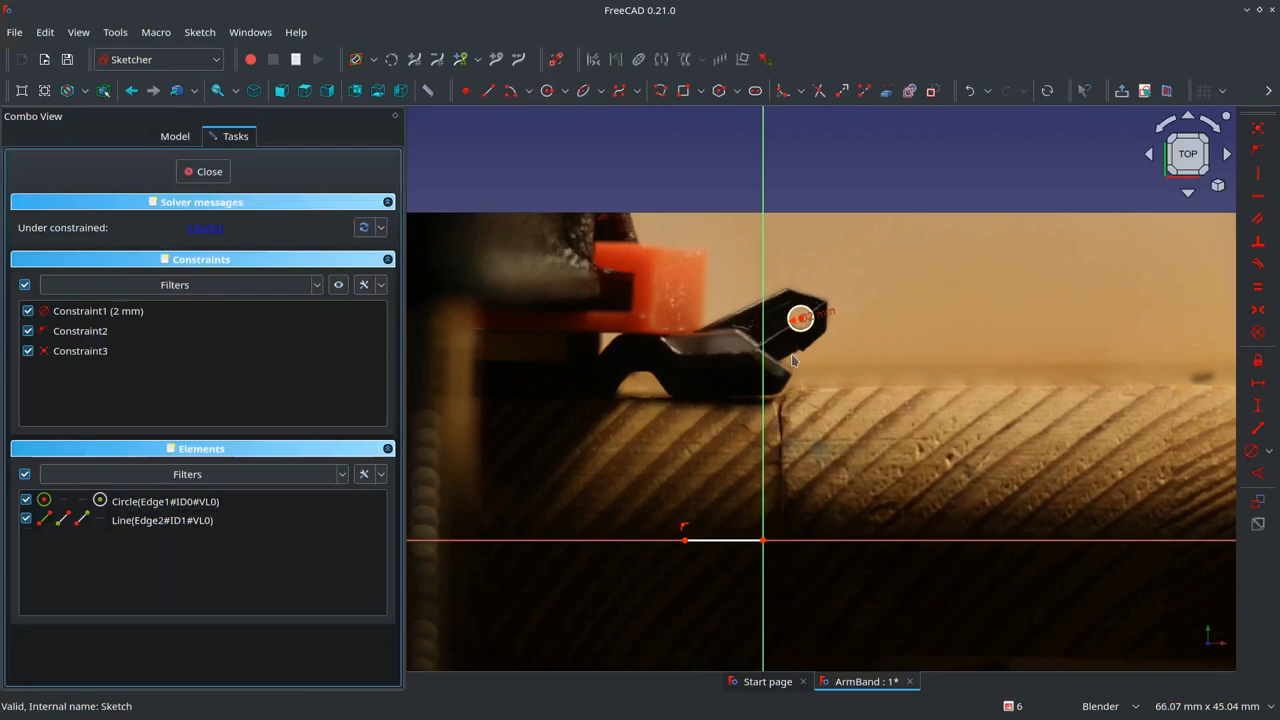 FreeCAD 0.21.0
File Edit View Tools Macro Sketch Windows Help
Sketcher
Combo View
Model Tasks
Close
Solver messages
Under constrained:
Constraints
Filters
Constraint1 (2 mm)
Constraint2
Constraint3
Elements
Filters
Circle(Edge1#ID0#VL0)
Line(Edge2#ID1#VL0)
TOP
2 mm
Start page
ArmBand : 1*
Valid, Internal name: Sketch
6 Blender 66.07 mm x 45.04 mm